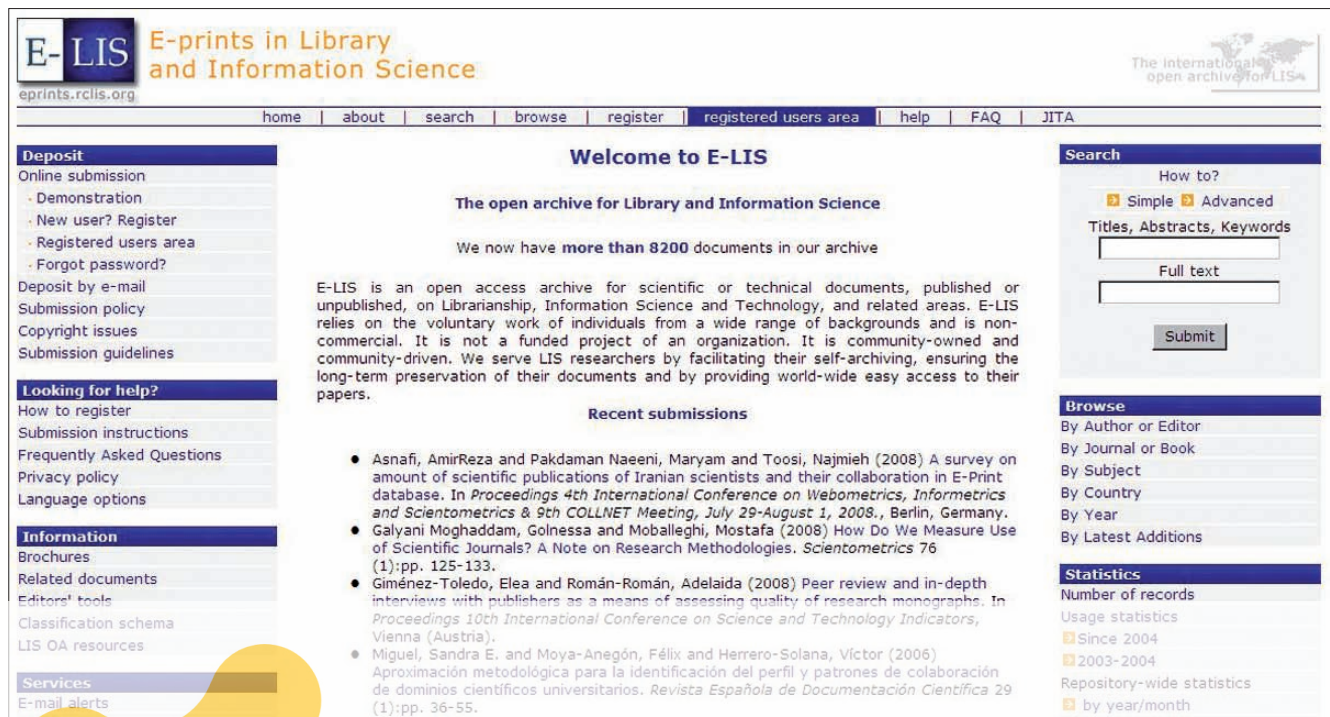 E-LIS
E-prints in Library
and Information Science
eprints.rclis.org
The international
open archive for LIS
home | about | search | browse | register | registered users area | help | FAQ | JITA
Deposit
Online submission
· Demonstration
· New user? Register
· Registered users area
· Forgot password?
Deposit by e-mail
Submission policy
Copyright issues
Submission guidelines
Looking for help?
How to register
Submission instructions
Frequently Asked Questions
Privacy policy
Language options
Information
Brochures
Related documents
Editors' tools
Classification schema
LIS OA resources
Services
E-mail alerts
Welcome to E-LIS
The open archive for Library and Information Science
We now have more than 8200 documents in our archive
E-LIS is an open access archive for scientific or technical documents, published or
unpublished, on Librarianship, Information Science and Technology, and related areas. E-LIS
relies on the voluntary work of individuals from a wide range of backgrounds and is non-
commercial. It is not a funded project of an organization. It is community-owned and
community-driven. We serve LIS researchers by facilitating their self-archiving, ensuring the
long-term preservation of their documents and by providing world-wide easy access to their
papers.
Recent submissions
● Asnafi, AmirReza and Pakdaman Naeeni, Maryam and Toosi, Najmieh (2008) A survey on
amount of scientific publications of Iranian scientists and their collaboration in E-Print
database. In Proceedings 4th International Conference on Webometrics, Informetrics
and Scientometrics & 9th COLLNET Meeting, July 29-August 1, 2008., Berlin, Germany.
● Galyani Moghaddam, Golnessa and Moballeghi, Mostafa (2008) How Do We Measure Use
of Scientific Journals? A Note on Research Methodologies. Scientometrics 76
(1):pp. 125-133.
● Giménez-Toledo, Elea and Román-Román, Adelaida (2008) Peer review and in-depth
interviews with publishers as a means of assessing quality of research monographs. In
Proceedings 10th International Conference on Science and Technology Indicators,
Vienna (Austria).
● Miguel, Sandra E. and Moya-Anegón, Félix and Herrero-Solana, Víctor (2006)
Aproximación metodológica para la identificación del perfil y patrones de colaboración
de dominios científicos universitarios. Revista Española de Documentación Científica 29
(1):pp. 36-55.
Search
How to?
Simple Advanced
Titles, Abstracts, Keywords
Full text
Submit
Browse
By Author or Editor
By Journal or Book
By Subject
By Country
By Year
By Latest Additions
Statistics
Number of records
Usage statistics
Since 2004
2003-2004
Repository-wide statistics
by year/month